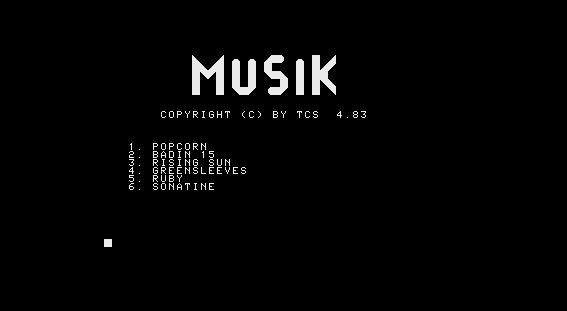 MUSIK
COPYRIGHT (C) BY TCS 4.83
1. POPCORN
2. BADIN 15
3. RISING SUN
4. GREENSLEEVES
5. RUBY
6. SONATINE